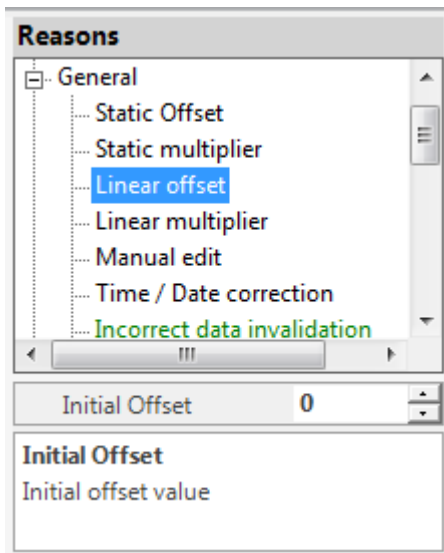 Reasons
General
Static Offset
Static multiplier
Linear offset
Linear multiplier
Manual edit
Time / Date correction
Incorrect data invalidation
Initial Offset 0
Initial Offset
Initial offset value